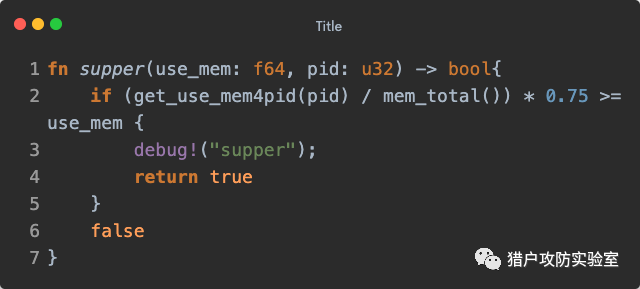 Title
1 fn supper(use_mem: f64, pid: u32) -> bool{
2     if (get_use_mem4pid(pid) / mem_total()) * 0.75 >=
use_mem {
3         debug!("supper");
4         return true
5     }
6     false
7 }
猎户攻防实验室